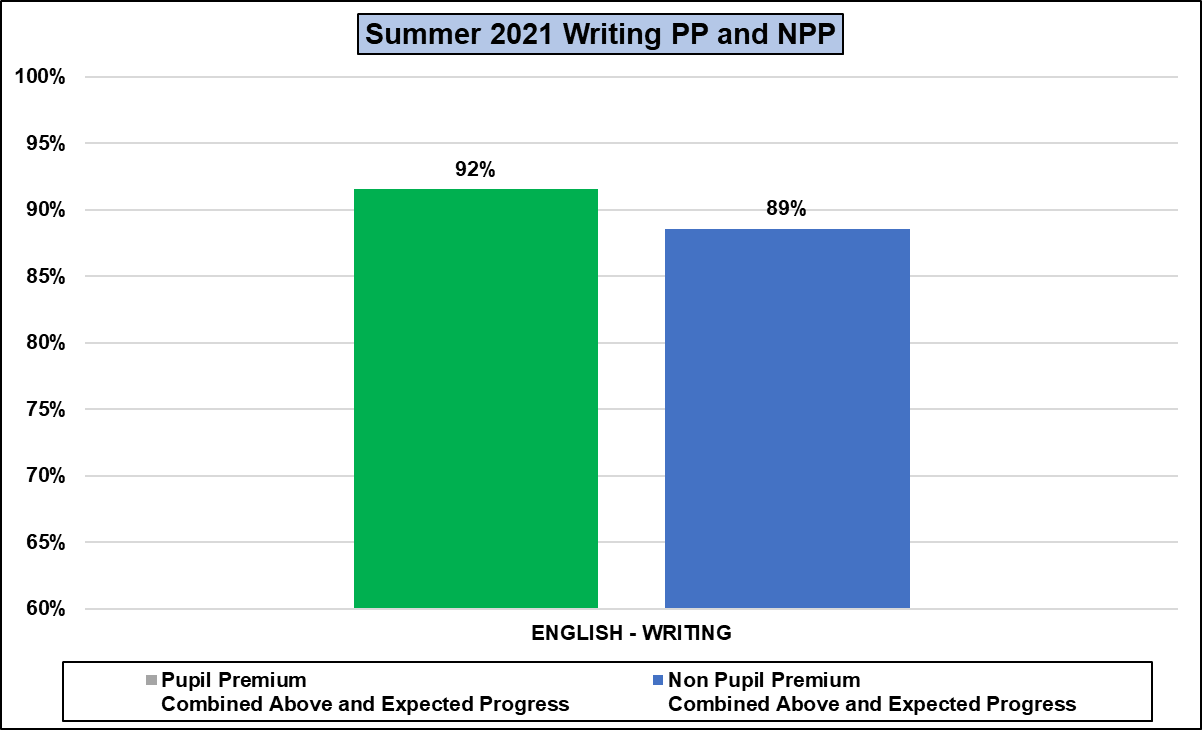 Summer 2021 Writing PP and NPP
100%
95%
90%
85%
80%
75%
70%
65%
60%
92%
89%
ENGLISH - WRITING
Pupil Premium
Combined Above and Expected Progress
Non Pupil Premium
Combined Above and Expected Progress